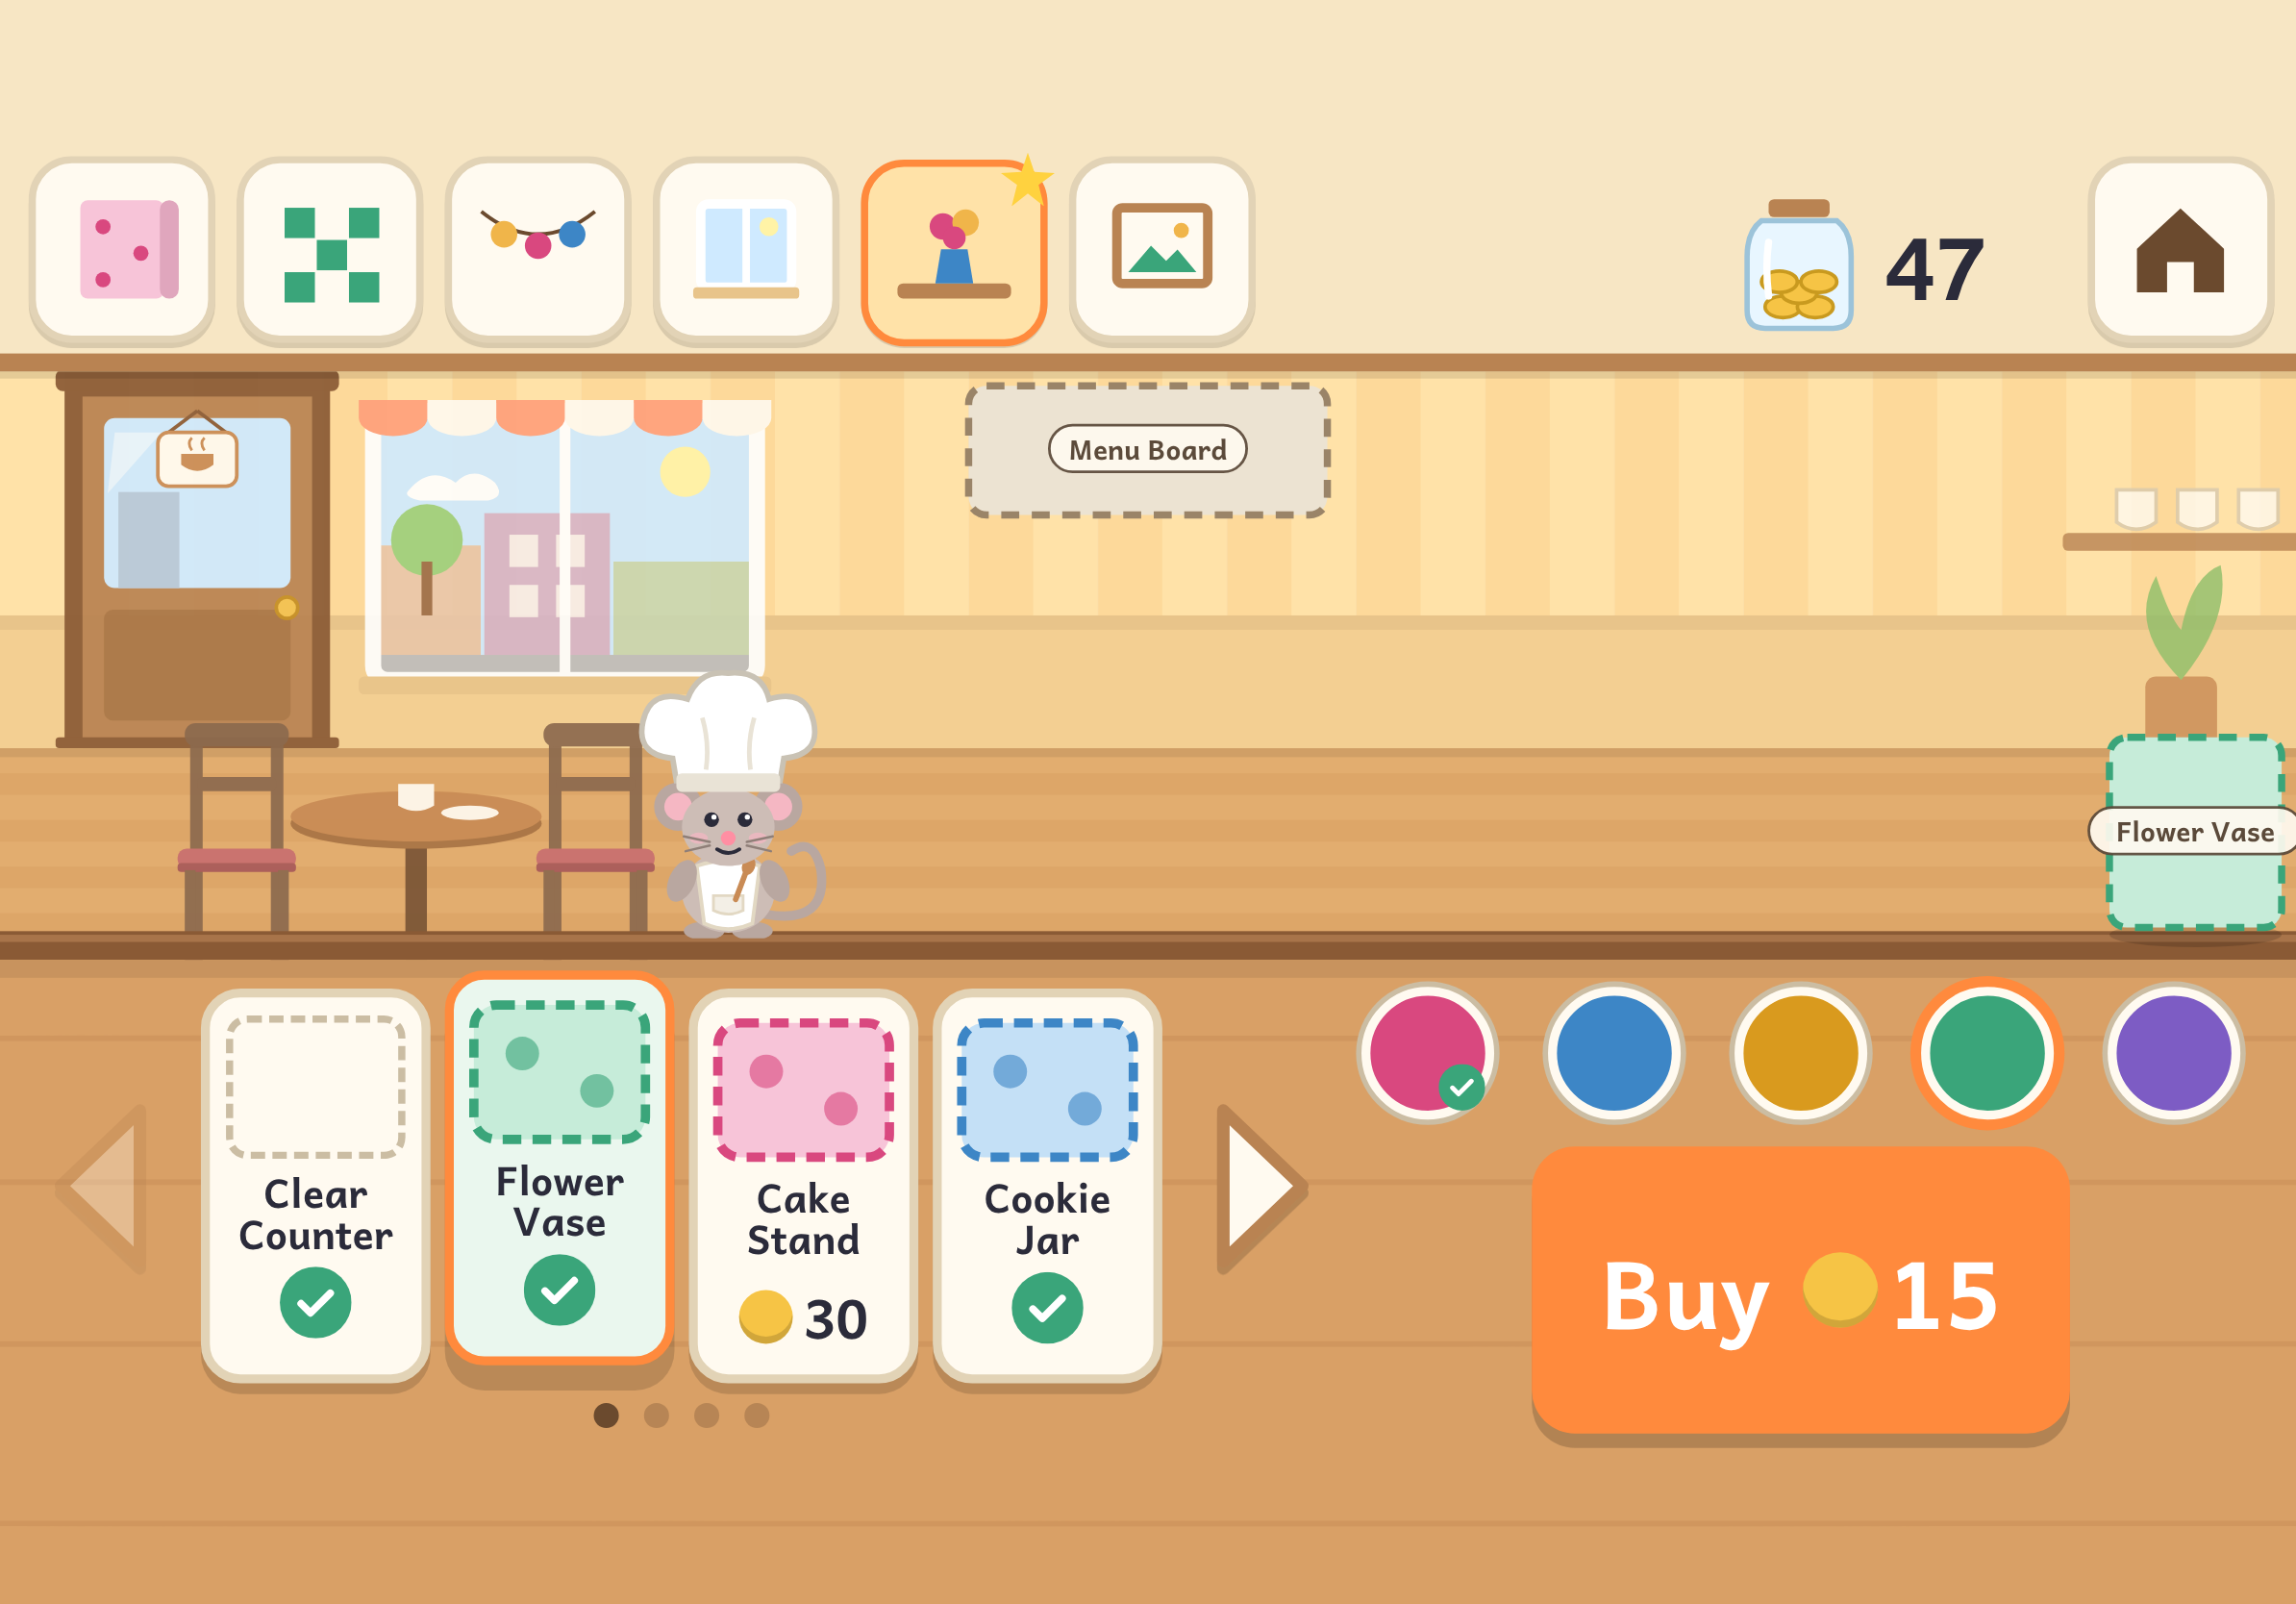 47
Menu Board
Flower Vase
Clear
Counter
Flower
Vase
Cake
Stand
30
Cookie
Jar
Buy 15